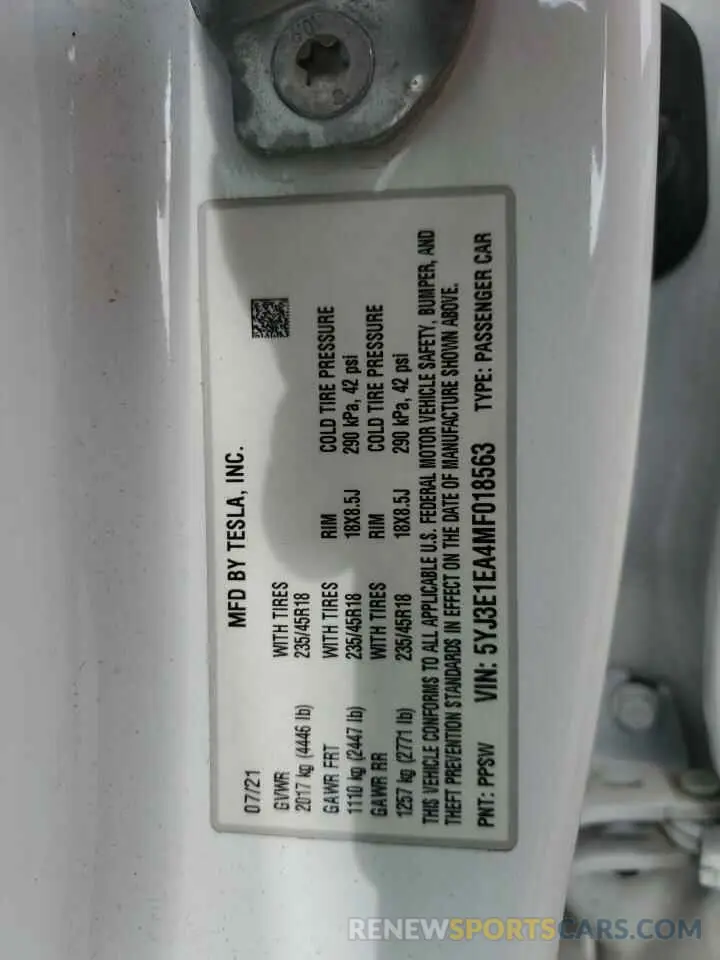 MFD BY TESLA, INC.
07/21
GVWR WITH TIRES
2017 kg (4446 lb) 235/45R18
GAWR FRT WITH TIRES RIM COLD TIRE PRESSURE
1110 kg (2447 lb) 235/45R18 18X8.5J 290 kPa, 42 psi
GAWR RR WITH TIRES RIM COLD TIRE PRESSURE
1257 kg (2771 lb) 235/45R18 18X8.5J 290 kPa, 42 psi
THIS VEHICLE CONFORMS TO ALL APPLICABLE U.S. FEDERAL MOTOR VEHICLE SAFETY, BUMPER, AND
THEFT PREVENTION STANDARDS IN EFFECT ON THE DATE OF MANUFACTURE SHOWN ABOVE.
PNT: PPSW VIN: 5YJ3E1EA4MF018563 TYPE: PASSENGER CAR
RENEWSPORTSCARS.COM